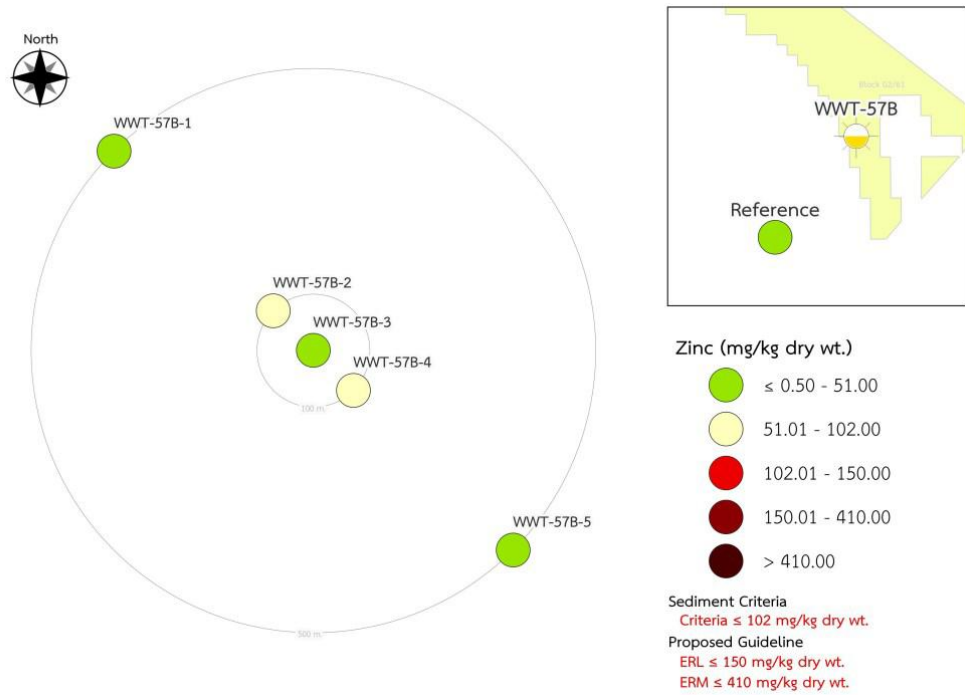 North
WWT-57B-1
WWT-57B-2
WWT-57B-3
WWT-57B-4
100 m.
WWT-57B-5
500 m.
Block G2/61
WWT-57B
Reference
Zinc (mg/kg dry wt.)
≤ 0.50 - 51.00
51.01 - 102.00
102.01 - 150.00
150.01 - 410.00
> 410.00
Sediment Criteria
Criteria ≤ 102 mg/kg dry wt.
Proposed Guideline
ERL ≤ 150 mg/kg dry wt.
ERM ≤ 410 mg/kg dry wt.